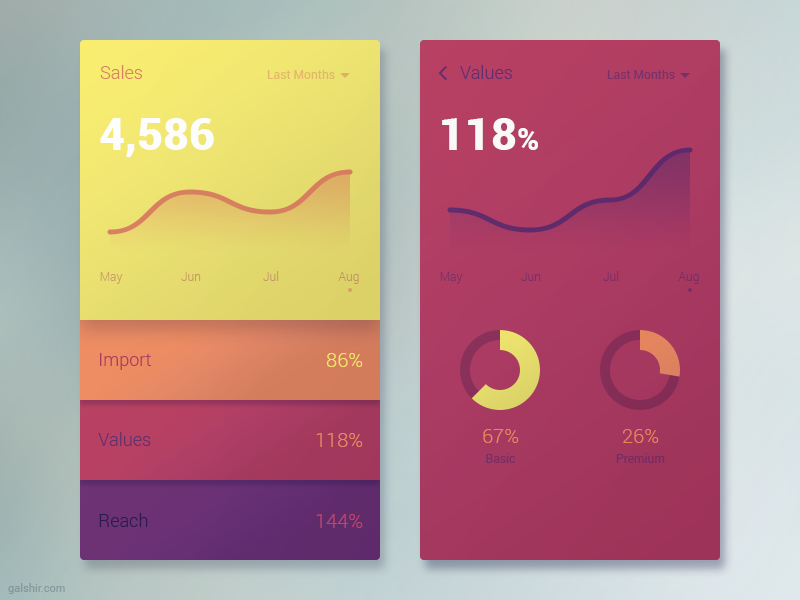 Sales
Last Months
4,586
May Jun Jul Aug
Import 86%
Values 118%
Reach 144%
Values
Last Months
118%
May Jun Jul Aug
67%
Basic
26%
Premium
galshir.com